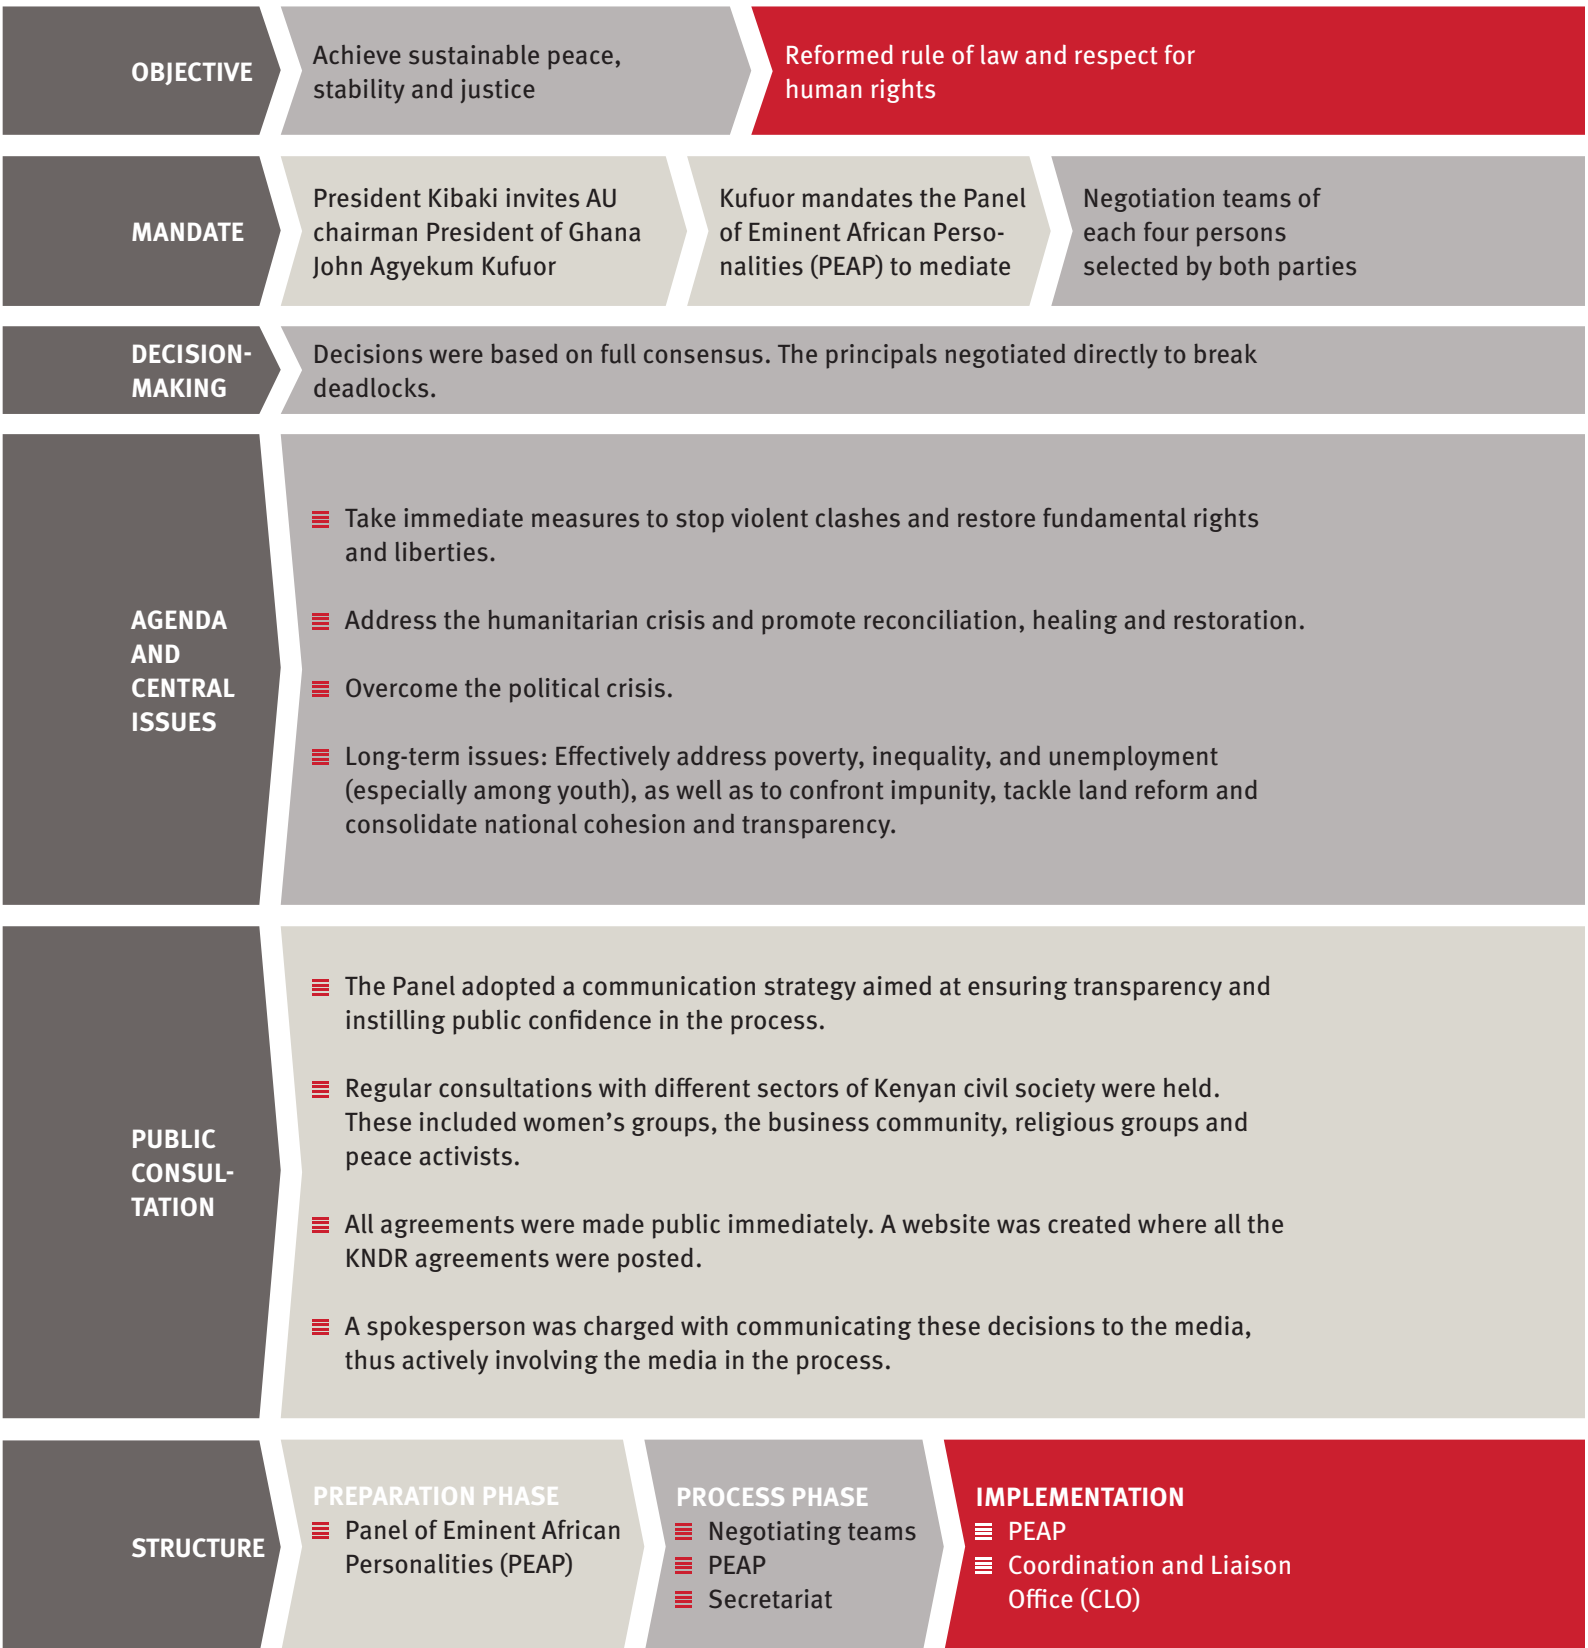 OBJECTIVE
Achieve sustainable peace,
stability and justice
Reformed rule of law and respect for
human rights
MANDATE
President Kibaki invites AU
chairman President of Ghana
John Agyekum Kufuor
Kufuor mandates the Panel
of Eminent African Perso-
nalities (PEAP) to mediate
Negotiation teams of
each four persons
selected by both parties
DECISION-
MAKING
Decisions were based on full consensus. The principals negotiated directly to break
deadlocks.
AGENDA
AND
CENTRAL
ISSUES
Take immediate measures to stop violent clashes and restore fundamental rights
and liberties.
Address the humanitarian crisis and promote reconciliation, healing and restoration.
Overcome the political crisis.
Long-term issues: Effectively address poverty, inequality, and unemployment
(especially among youth), as well as to confront impunity, tackle land reform and
consolidate national cohesion and transparency.
PUBLIC
CONSUL-
TATION
The Panel adopted a communication strategy aimed at ensuring transparency and
instilling public confidence in the process.
Regular consultations with different sectors of Kenyan civil society were held.
These included women’s groups, the business community, religious groups and
peace activists.
All agreements were made public immediately. A website was created where all the
KNDR agreements were posted.
A spokesperson was charged with communicating these decisions to the media,
thus actively involving the media in the process.
STRUCTURE
PREPARATION PHASE
Panel of Eminent African
Personalities (PEAP)
PROCESS PHASE
Negotiating teams
PEAP
Secretariat
IMPLEMENTATION
PEAP
Coordination and Liaison
Office (CLO)